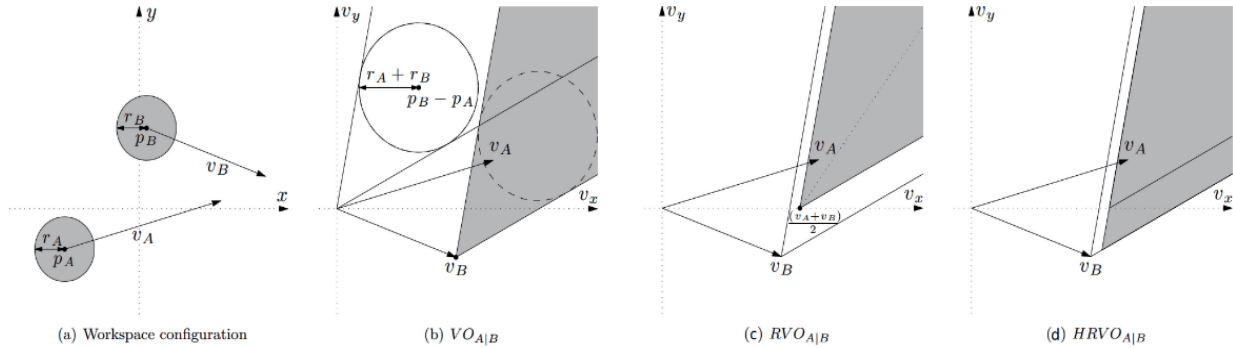 y
r_B
p_B
v_B
x
r_A
v_A
p_A
(a) Workspace configuration
v_y
r_A + r_B
p_B − p_A
v_A
v_x
v_B
(b) VO_{A|B}
v_y
v_A
v_x
(v_A+v_B)
2
v_B
(c) RVO_{A|B}
v_y
v_A
v_x
v_B
(d) HRVO_{A|B}